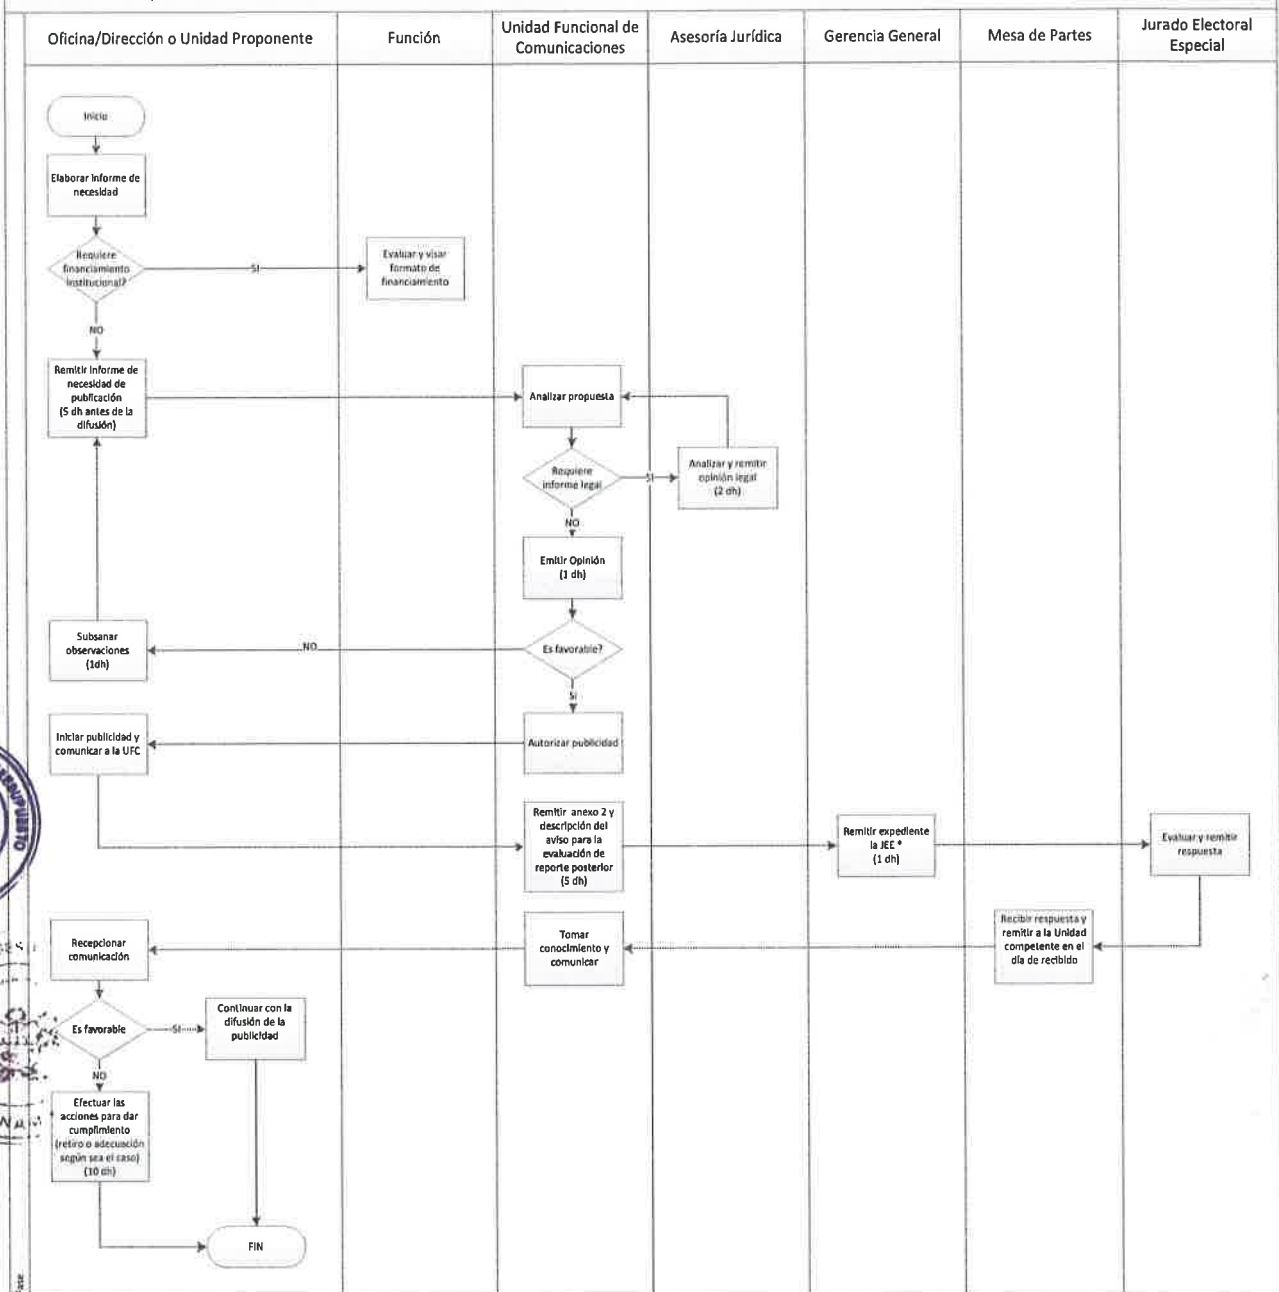 Oficina/Dirección o Unidad Proponente
Función
Unidad Funcional de
Comunicaciones
Asesoría Jurídica
Gerencia General
Mesa de Partes
Jurado Electoral
Especial
Inicio
Elaborar informe de
necesidad
Requiere
financiamiento
institucional?
SI
Evaluar y visar
formato de
financiamiento
NO
Remitir informe de
necesidad de
publicación
(5 dh antes de la
difusión)
Analizar propuesta
Requiere
informe legal
SI
Analizar y remitir
opinión legal
(2 dh)
NO
Emitir Opinión
(1 dh)
Es favorable?
NO
Subsanar
observaciones
(1dh)
SI
Autorizar publicidad
Iniciar publicidad y
comunicar a la UFC
Remitir anexo 2 y
descripción del
aviso para la
evaluación de
reporte posterior
(5 dh)
Remitir expediente
la JEE *
(1 dh)
Evaluar y remitir
respuesta
Recibir respuesta y
remitir a la Unidad
competente en el
día de recibido
Tomar
conocimiento y
comunicar
Recepcionar
comunicación
Es favorable
SI
Continuar con la
difusión de la
publicidad
NO
Efectuar las
acciones para dar
cumplimiento
(retiro o adecuación
según sea el caso)
(10 dh)
FIN